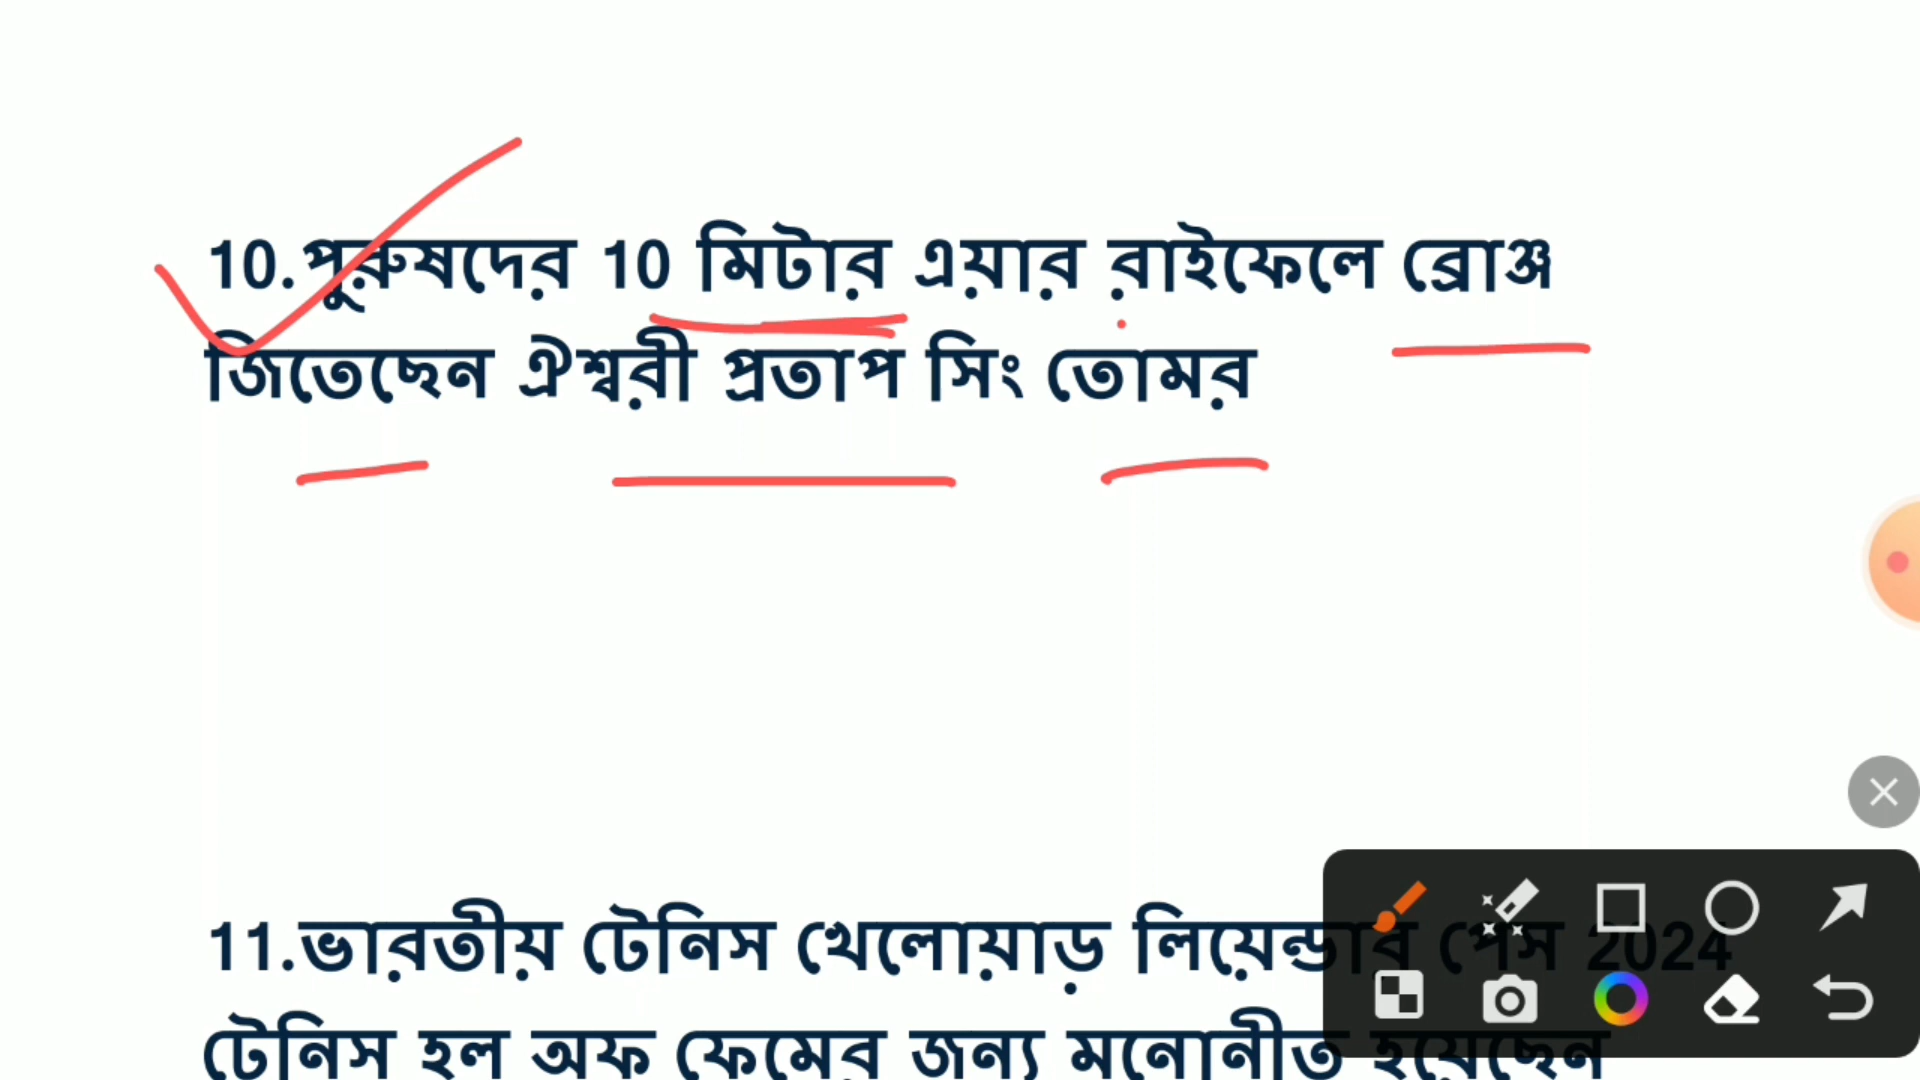 10.পুরুষদের 10 মিটার এয়ার রাইফেলে ব্রোঞ্জ
জিতেছেন ঐশ্বরী প্রতাপ সিং তোমর
11.ভারতীয় টেনিস খেলোয়াড় লিয়েন্ডার পেস 2024
টেনিস হল অফ ফেমের জন্য মনোনীত হয়েছেন